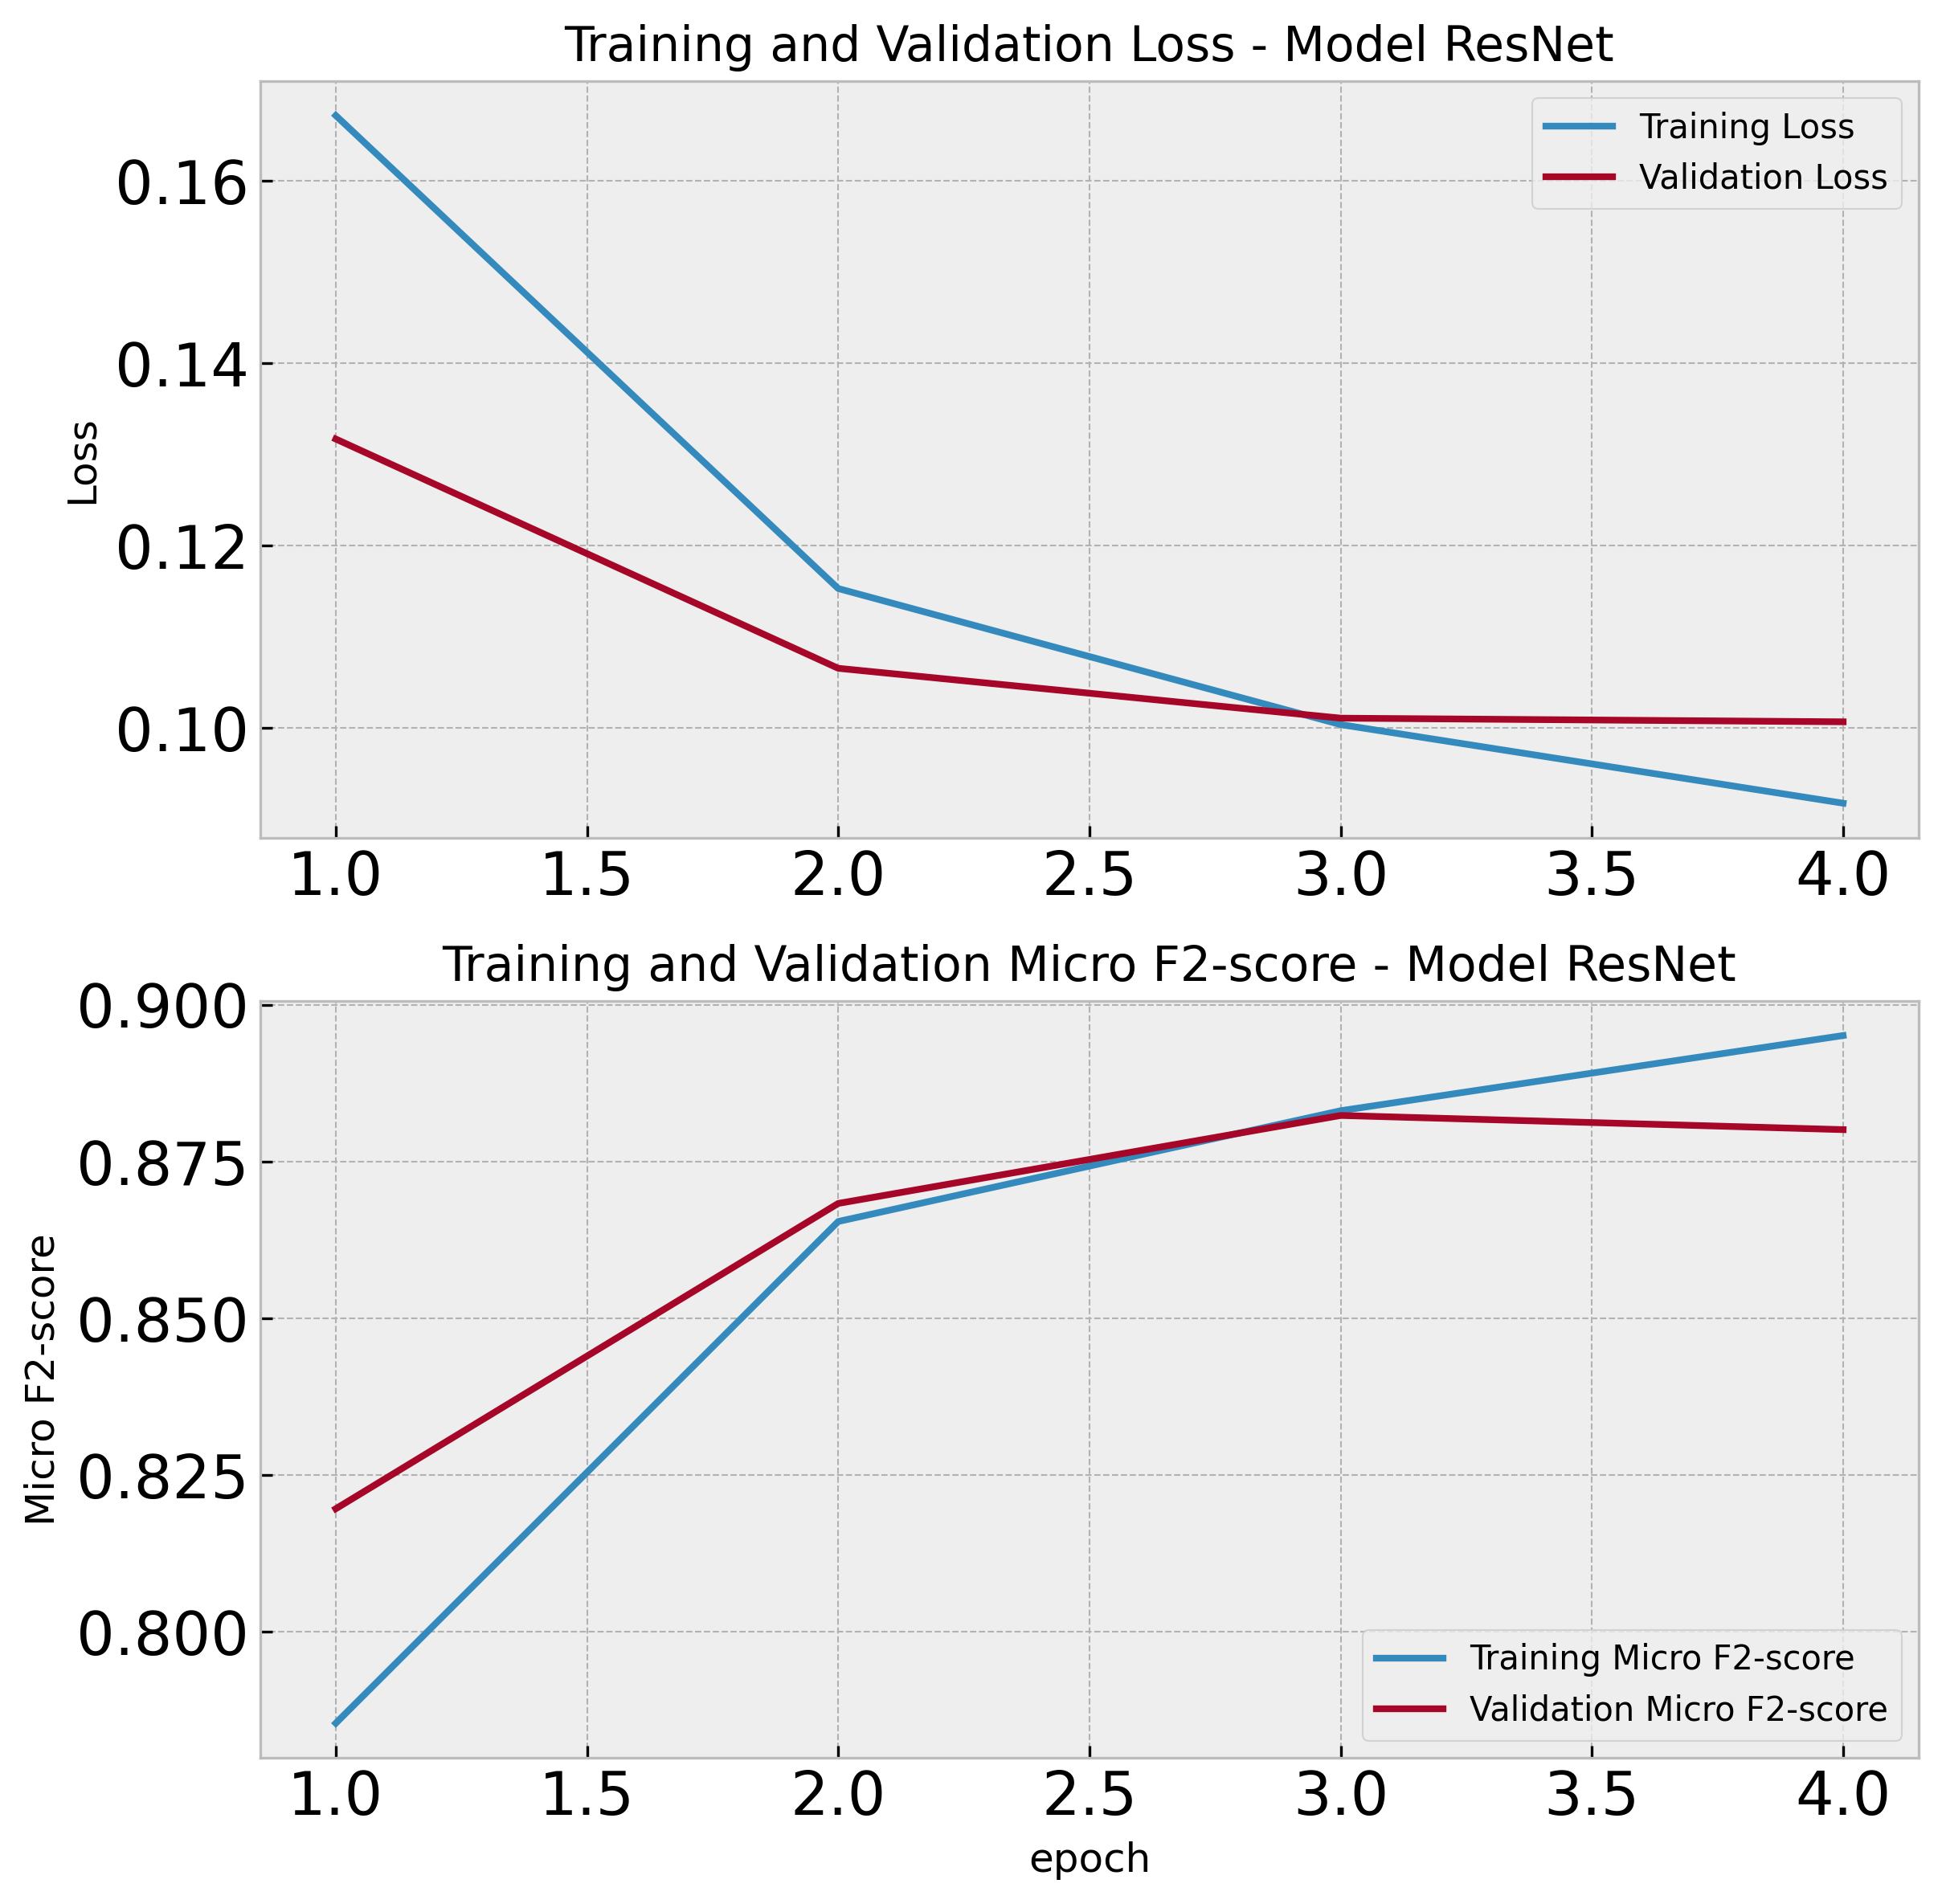 Training and Validation Loss - Model ResNet
Training Loss
Validation Loss
0.16
0.14
0.12
0.10
Loss
1.0 1.5 2.0 2.5 3.0 3.5 4.0
Training and Validation Micro F2-score - Model ResNet
0.900
0.875
0.850
0.825
0.800
Micro F2-score
Training Micro F2-score
Validation Micro F2-score
1.0 1.5 2.0 2.5 3.0 3.5 4.0
epoch